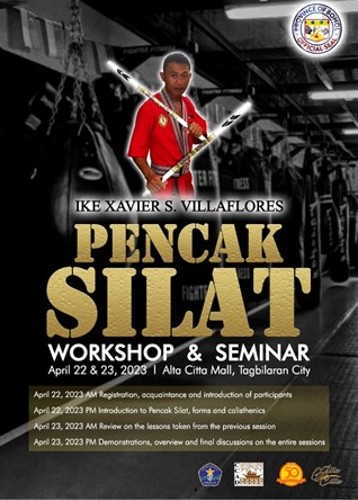 PROVINCE OF BOHOL
OFFICIAL SEAL
IKE XAVIER S. VILLAFLORES
PENCAK
SILAT
WORKSHOP & SEMINAR
April 22 & 23, 2023 | Alta Citta Mall, Tagbilaran City
April 22, 2023 AM Registration, acquaintance and introduction of participants
April 22, 2023 PM Introduction to Pencak Silat, forms and calisthenics
April 23, 2023 AM Review on the lessons taken from the previous session
April 23, 2023 PM Demonstrations, overview and final discussions on the entire sessions